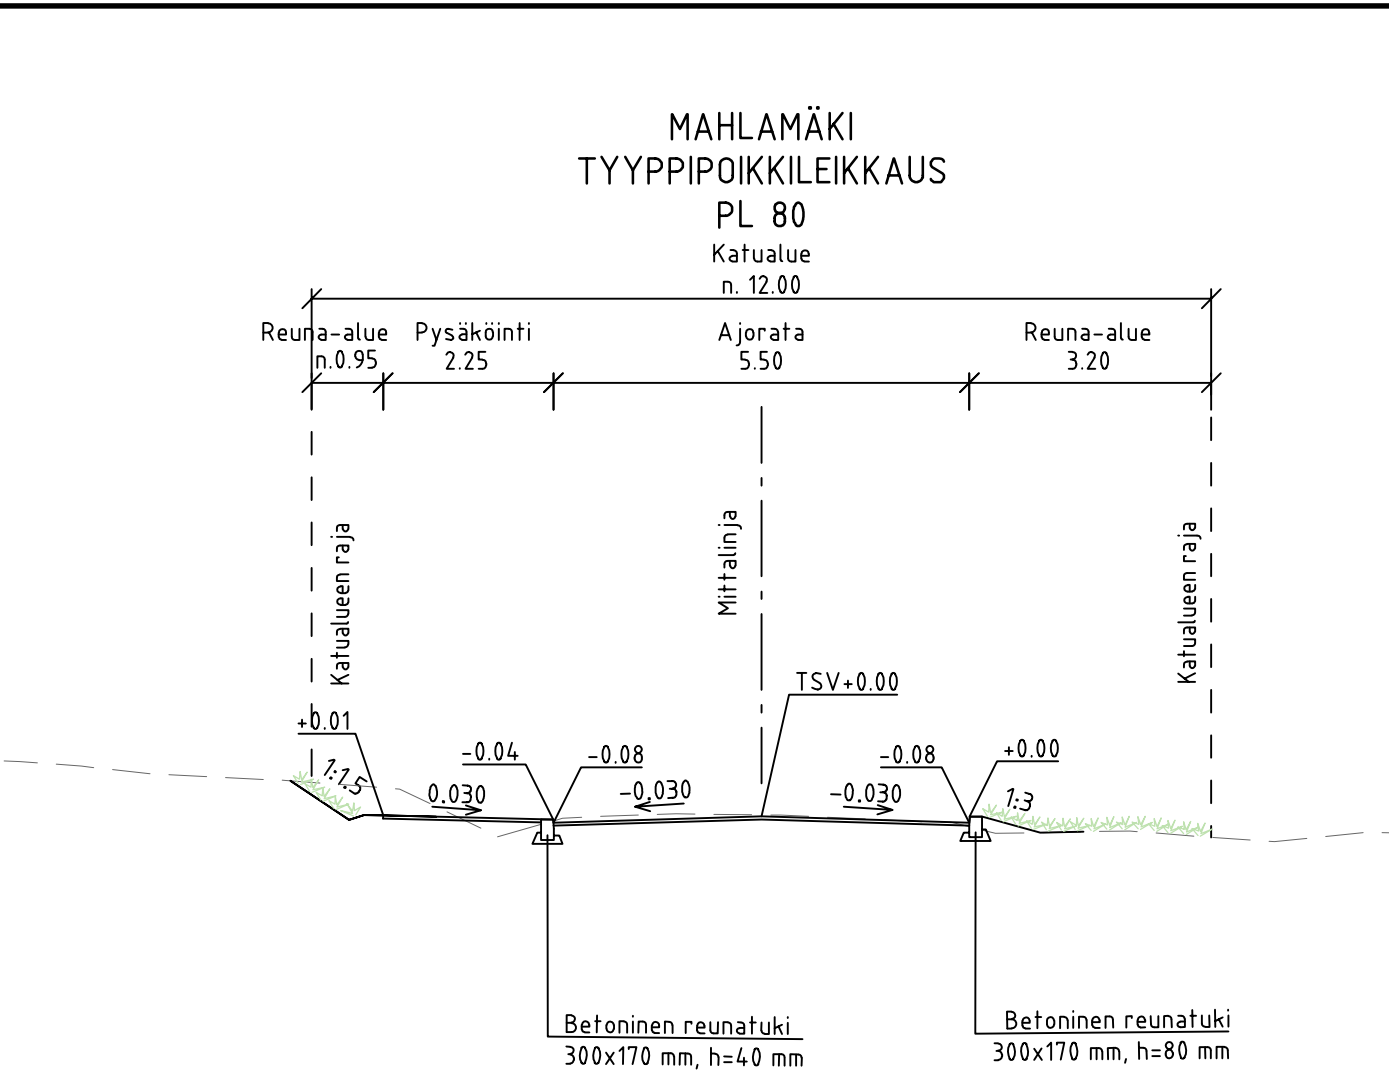 MAHLAMÄKI
TYYPPIPOIKKILEIKKAUS
PL 80
Katualue
n. 12.00
Reuna-alue
n.0.95
Pysäköinti
2.25
Ajorata
5.50
Reuna-alue
3.20
Katualueen raja
Mittalinja
Katualueen raja
TSV+0.00
+0.01
-0.04
-0.08
-0.08
+0.00
1:1.5
0.030
-0.030
-0.030
1:3
Betoninen reunatuki
300x170 mm, h=40 mm
Betoninen reunatuki
300x170 mm, h=80 mm